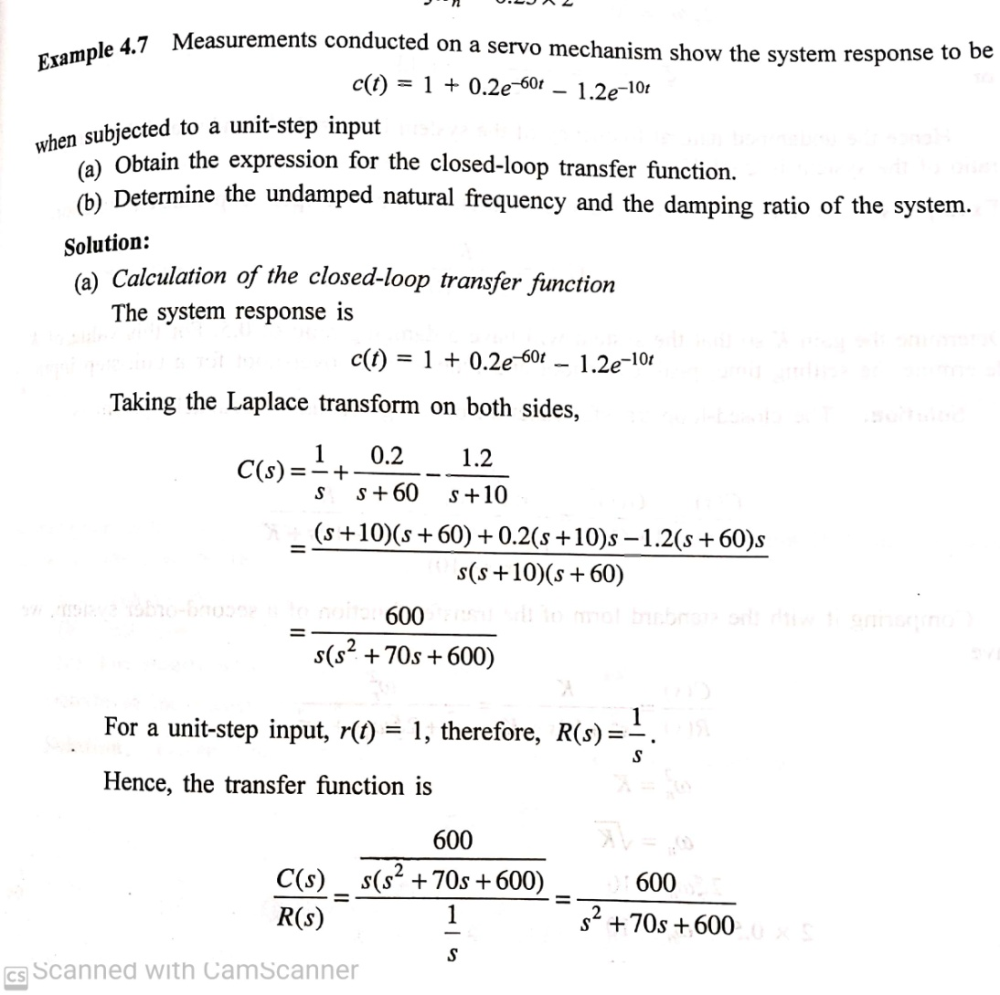 Example 4.7 Measurements conducted on a servo mechanism show the system response to be
c(t) = 1 + 0.2e^{-60t} – 1.2e^{-10t}
when subjected to a unit-step input
(a) Obtain the expression for the closed-loop transfer function.
(b) Determine the undamped natural frequency and the damping ratio of the system.
Solution:
(a) Calculation of the closed-loop transfer function
The system response is
c(t) = 1 + 0.2e^{-60t} – 1.2e^{-10t}
Taking the Laplace transform on both sides,
C(s) = \frac{1}{s} + \frac{0.2}{s+60} - \frac{1.2}{s+10}
= \frac{(s+10)(s+60)+0.2(s+10)s-1.2(s+60)s}{s(s+10)(s+60)}
= \frac{600}{s(s^2+70s+600)}
For a unit-step input, r(t) = 1, therefore, R(s) = \frac{1}{s}.
Hence, the transfer function is
\frac{C(s)}{R(s)} = \frac{\frac{600}{s(s^2+70s+600)}}{\frac{1}{s}} = \frac{600}{s^2+70s+600}
CS Scanned with CamScanner